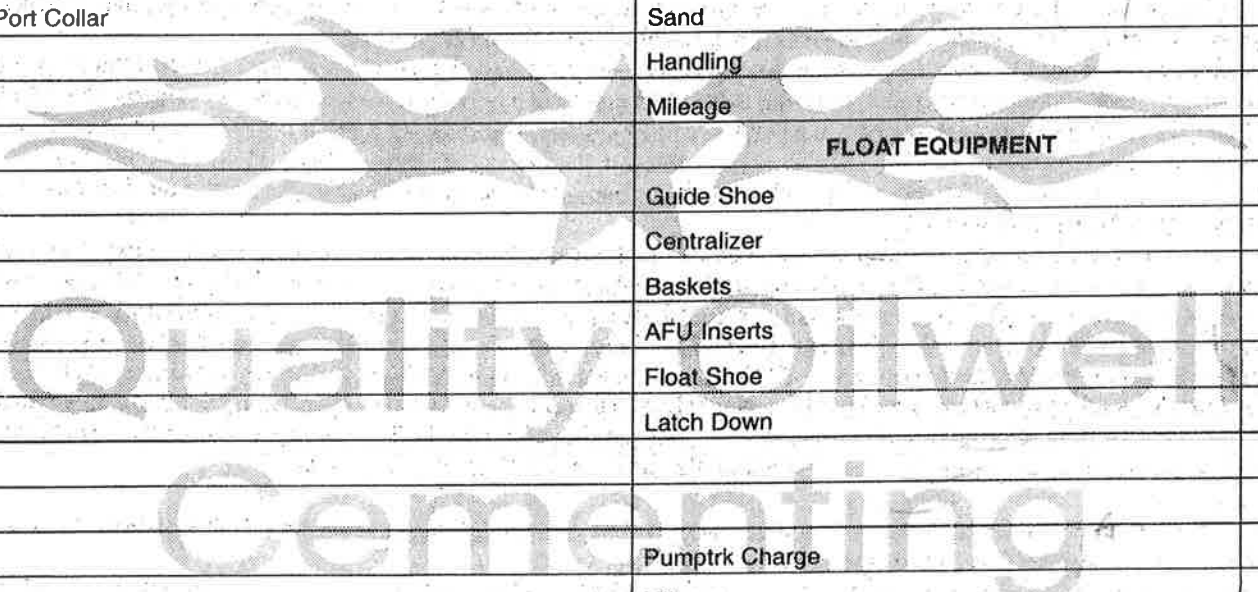 Port Collar
Sand
Handling
Mileage
FLOAT EQUIPMENT
Guide Shoe
Centralizer
Baskets
AFU Inserts
Float Shoe
Latch Down
Quality Oilwell
Cementing
Pumptrk Charge